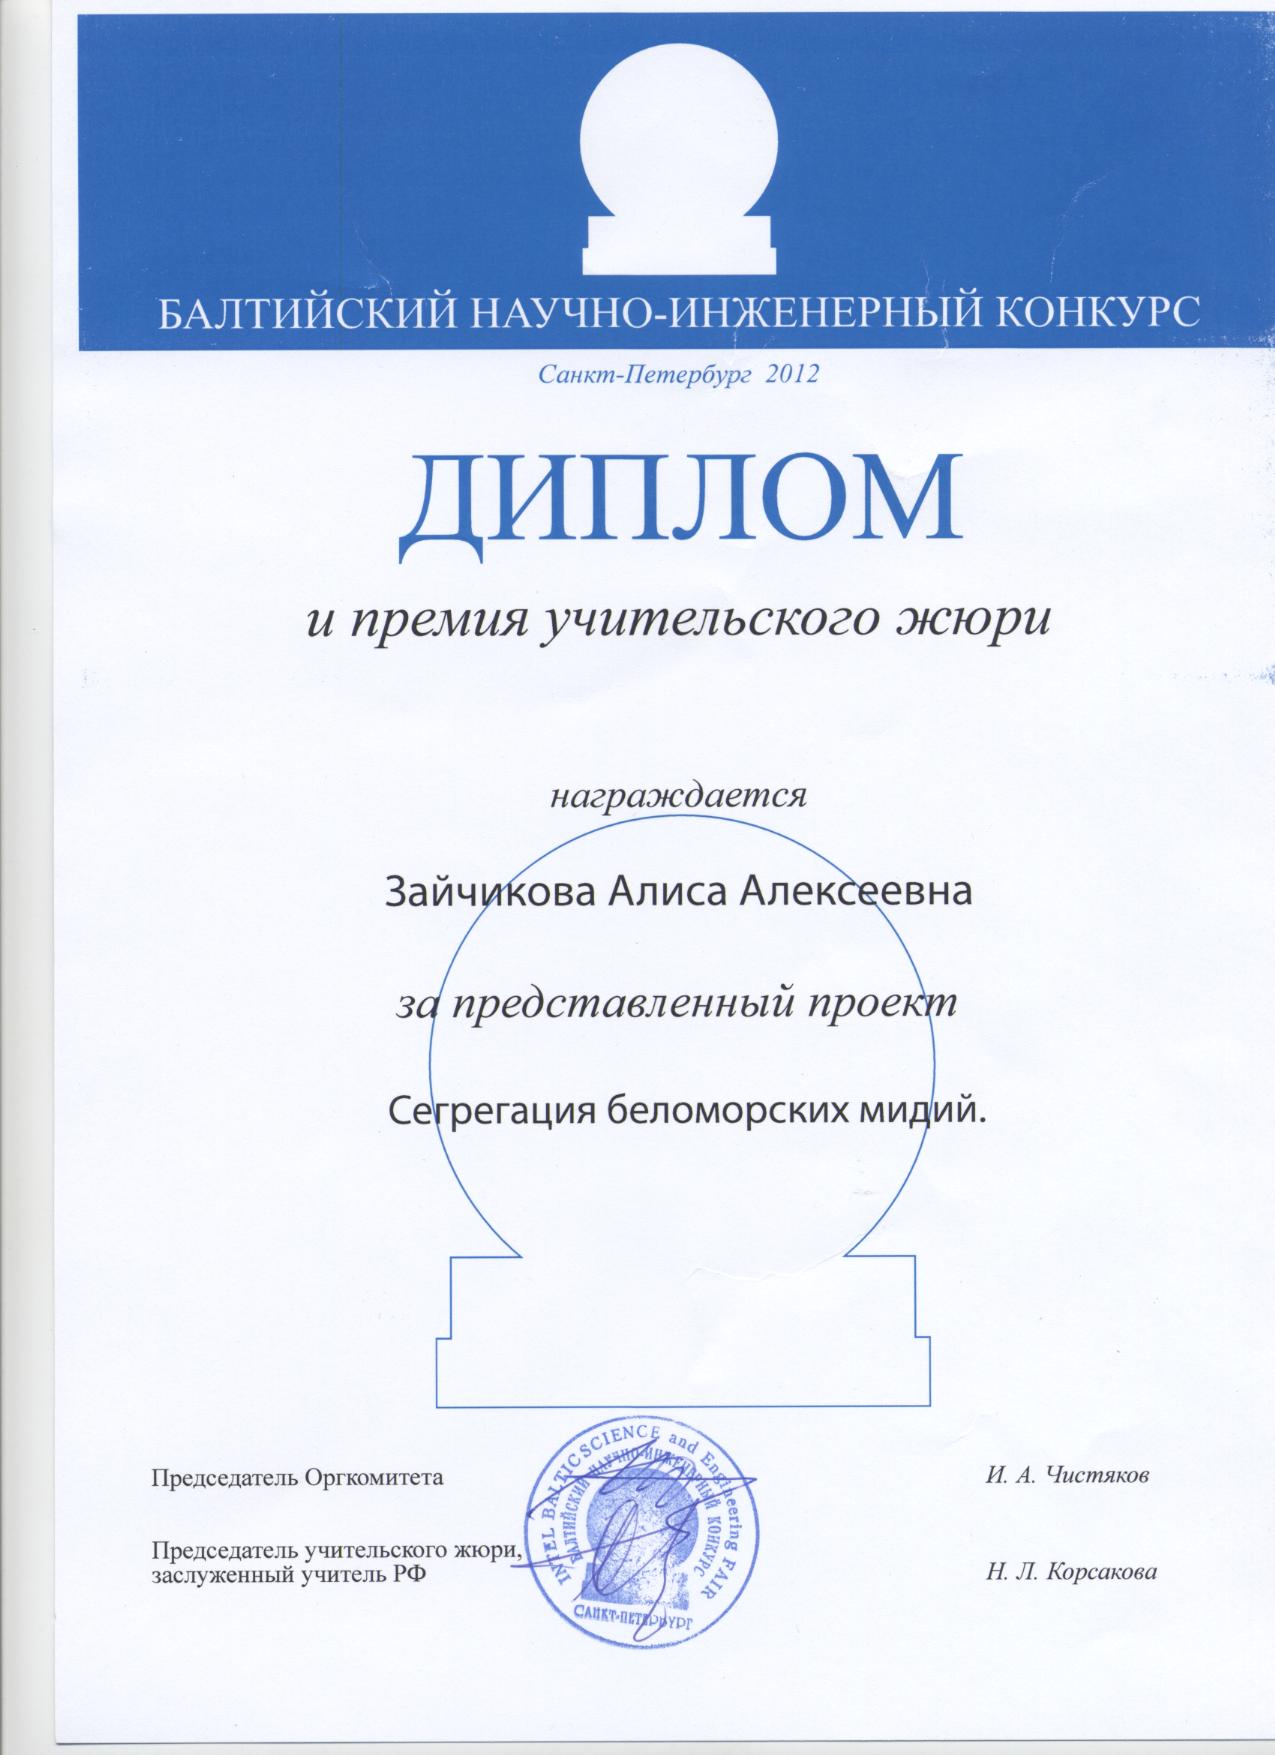 БАЛТИЙСКИЙ НАУЧНО-ИНЖЕНЕРНЫЙ КОНКУРС
Санкт-Петербург 2012
ДИПЛОМ
и премия учительского жюри
награждается
Зайчикова Алиса Алексеевна
за представленный проект
Сегрегация беломорских мидий.
Председатель Оргкомитета
И. А. Чистяков
Председатель учительского жюри,
заслуженный учитель РФ
Н. Л. Корсакова
INTEL BALTIC SCIENCE and Engineering FAIR
БАЛТИЙСКИЙ НАУЧНО-ИНЖЕНЕРНЫЙ КОНКУРС
САНКТ-ПЕТЕРБУРГ